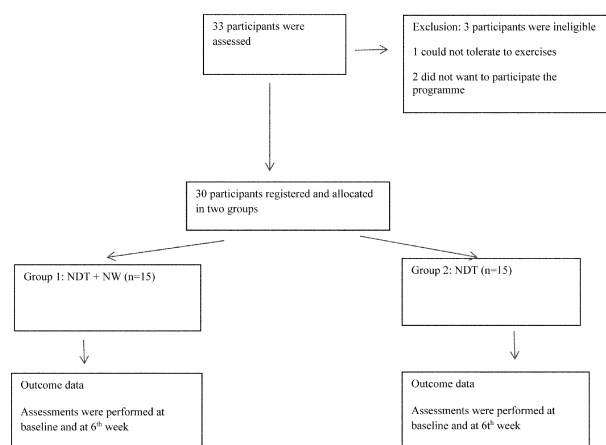 33 participants were
assessed
Exclusion: 3 participants were ineligible
1 could not tolerate to exercises
2 did not want to participate the
programme
30 participants registered and allocated
in two groups
Group 1: NDT + NW (n=15)
Group 2: NDT (n=15)
Outcome data
Assessments were performed at
baseline and at 6th week
Outcome data
Assessments were performed at
baseline and at 6th week